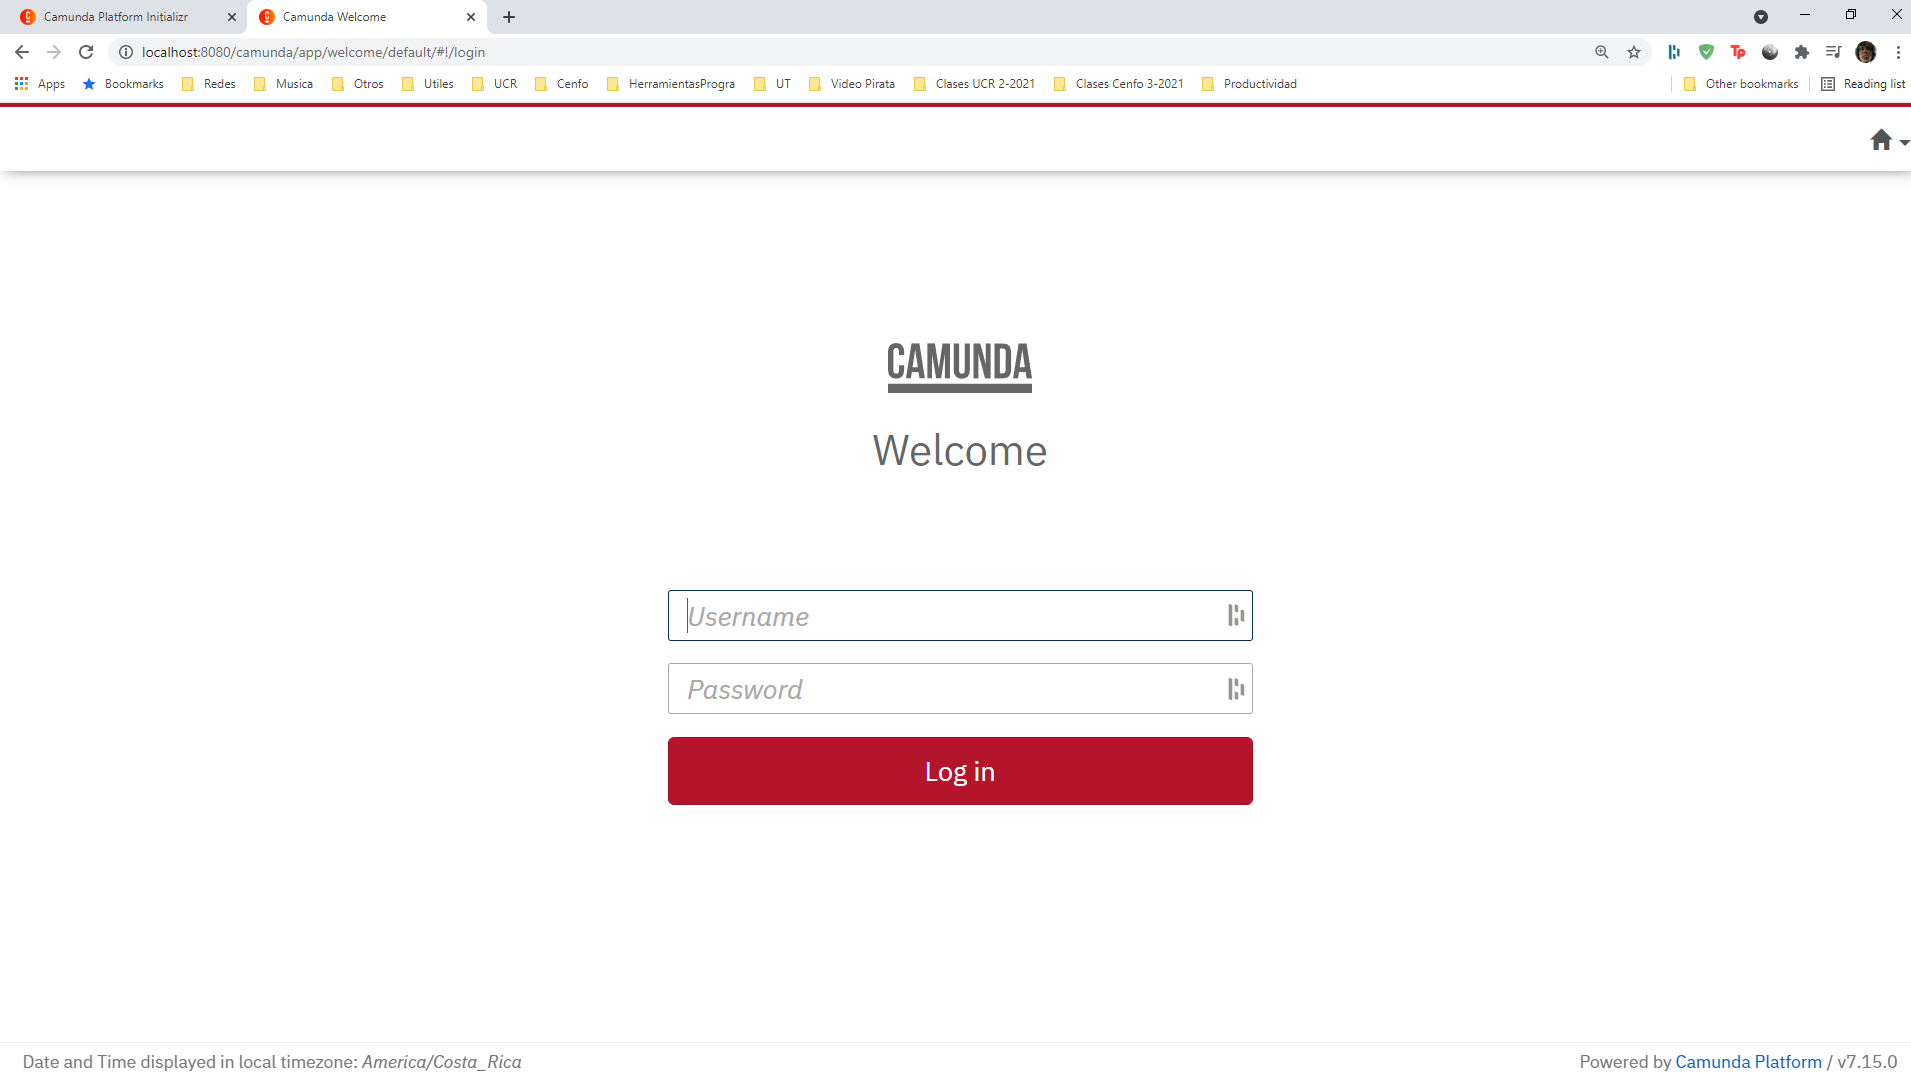 Camunda Platform Initializr
Camunda Welcome
localhost:8080/camunda/app/welcome/default/#!/login
Apps Bookmarks Redes Musica Otros Utiles UCR Cenfo HerramientasProgra UT Video Pirata Clases UCR 2-2021 Clases Cenfo 3-2021 Productividad Other bookmarks Reading list
CAMUNDA
Welcome
Username
Password
Log in
Date and Time displayed in local timezone: America/Costa_Rica
Powered by Camunda Platform / v7.15.0